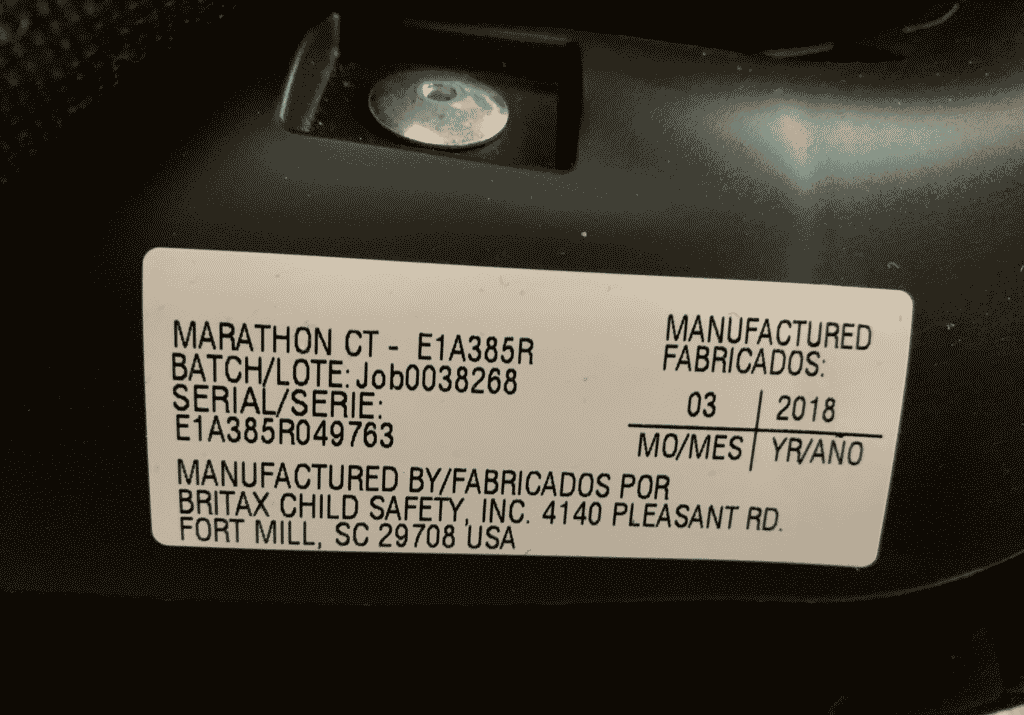 MARATHON CT - E1A385R
BATCH/LOTE: Job0038268
SERIAL/SERIE:
E1A385R049763
MANUFACTURED
FABRICADOS:
03 2018
MO/MES YR/AÑO
MANUFACTURED BY/FABRICADOS POR
BRITAX CHILD SAFETY, INC. 4140 PLEASANT RD.
FORT MILL, SC 29708 USA